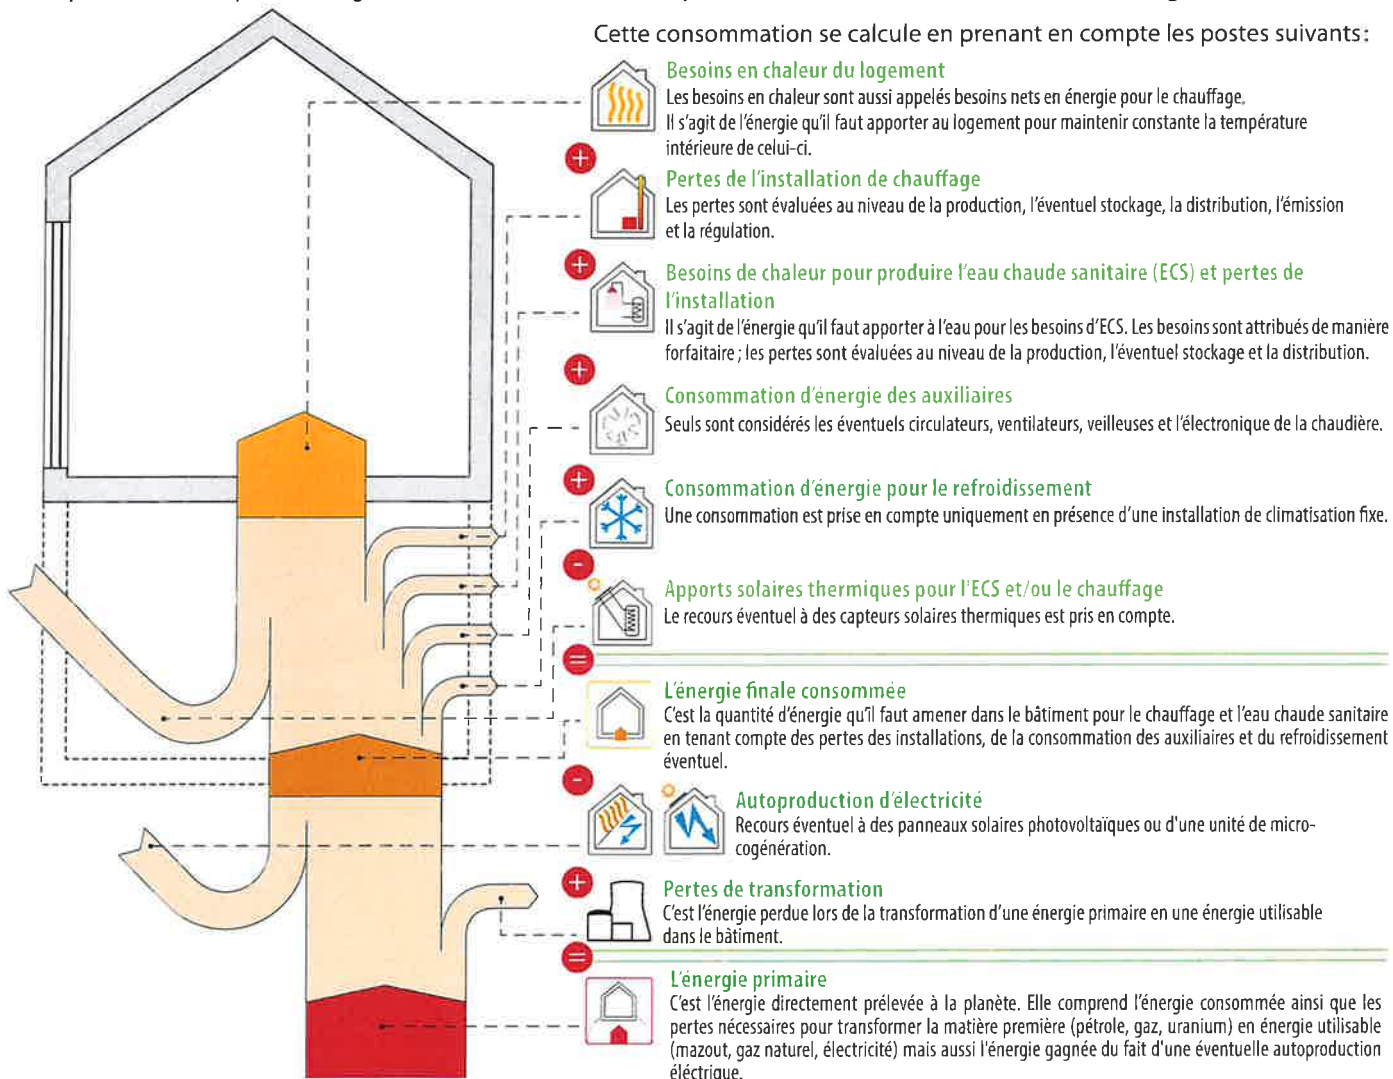 Cette consommation se calcule en prenant en compte les postes suivants :
Besoins en chaleur du logement
Les besoins en chaleur sont aussi appelés besoins nets en énergie pour le chauffage.
Il s'agit de l'énergie qu'il faut apporter au logement pour maintenir constante la température
intérieure de celui-ci.
+
Pertes de l'installation de chauffage
Les pertes sont évaluées au niveau de la production, l'éventuel stockage, la distribution, l'émission
et la régulation.
+
Besoins de chaleur pour produire l'eau chaude sanitaire (ECS) et pertes de
l'installation
Il s'agit de l'énergie qu'il faut apporter à l'eau pour les besoins d'ECS. Les besoins sont attribués de manière
forfaitaire ; les pertes sont évaluées au niveau de la production, l'éventuel stockage et la distribution.
+
Consommation d'énergie des auxiliaires
Seuls sont considérés les éventuels circulateurs, ventilateurs, veilleuses et l'électronique de la chaudière.
+
Consommation d'énergie pour le refroidissement
Une consommation est prise en compte uniquement en présence d'une installation de climatisation fixe.
-
Apports solaires thermiques pour l'ECS et/ou le chauffage
Le recours éventuel à des capteurs solaires thermiques est pris en compte.
=
L'énergie finale consommée
C'est la quantité d'énergie qu'il faut amener dans le bâtiment pour le chauffage et l'eau chaude sanitaire
en tenant compte des pertes des installations, de la consommation des auxiliaires et du refroidissement
éventuel.
-
Autoproduction d'électricité
Recours éventuel à des panneaux solaires photovoltaïques ou d'une unité de micro-
cogénération.
+
Pertes de transformation
C'est l'énergie perdue lors de la transformation d'une énergie primaire en une énergie utilisable
dans le bâtiment.
=
L'énergie primaire
C'est l'énergie directement prélevée à la planète. Elle comprend l'énergie consommée ainsi que les
pertes nécessaires pour transformer la matière première (pétrole, gaz, uranium) en énergie utilisable
(mazout, gaz naturel, électricité) mais aussi l'énergie gagnée du fait d'une éventuelle autoproduction
éléctrique.